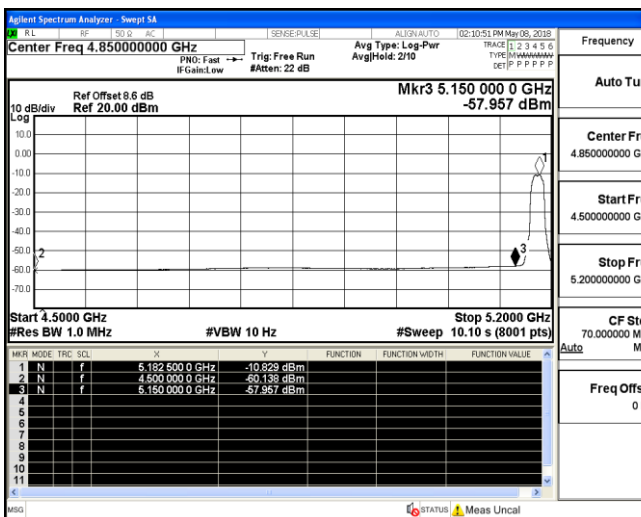 Agilent Spectrum Analyzer - Swept SA
RL RF 50 Ω AC SENSE:PULSE ALIGNAUTO 02:10:51 PM May 08, 2018
Center Freq 4.850000000 GHz
PNO: Fast
IFGain:Low
Trig: Free Run
#Atten: 22 dB
Avg Type: Log-Pwr
Avg|Hold: 2/10
TRACE 1 2 3 4 5 6
TYPE M
DET P P P P P P
Mkr3 5.150 000 0 GHz
-57.957 dBm
Ref Offset 8.6 dB
10 dB/div Ref 20.00 dBm
Log
10.0
0.00
-10.0
-20.0
-30.0
-40.0
-50.0
-60.0
-70.0
1
2
3
Start 4.5000 GHz Stop 5.2000 GHz
#Res BW 1.0 MHz #VBW 10 Hz #Sweep 10.10 s (8001 pts)
MKR MODE TRC SCL X Y FUNCTION FUNCTION WIDTH FUNCTION VALUE
1 N f 5.182 500 0 GHz -10.829 dBm
2 N f 4.500 000 0 GHz -60.138 dBm
3 N f 5.150 000 0 GHz -57.957 dBm
4
5
6
7
8
9
10
11
MSG STATUS Meas Uncal
Frequency
Auto Tu
Center Fr
4.850000000 G
Start Fr
4.500000000 G
Stop Fr
5.200000000 G
CF St
70.000000 M
Auto M
Freq Offs
0